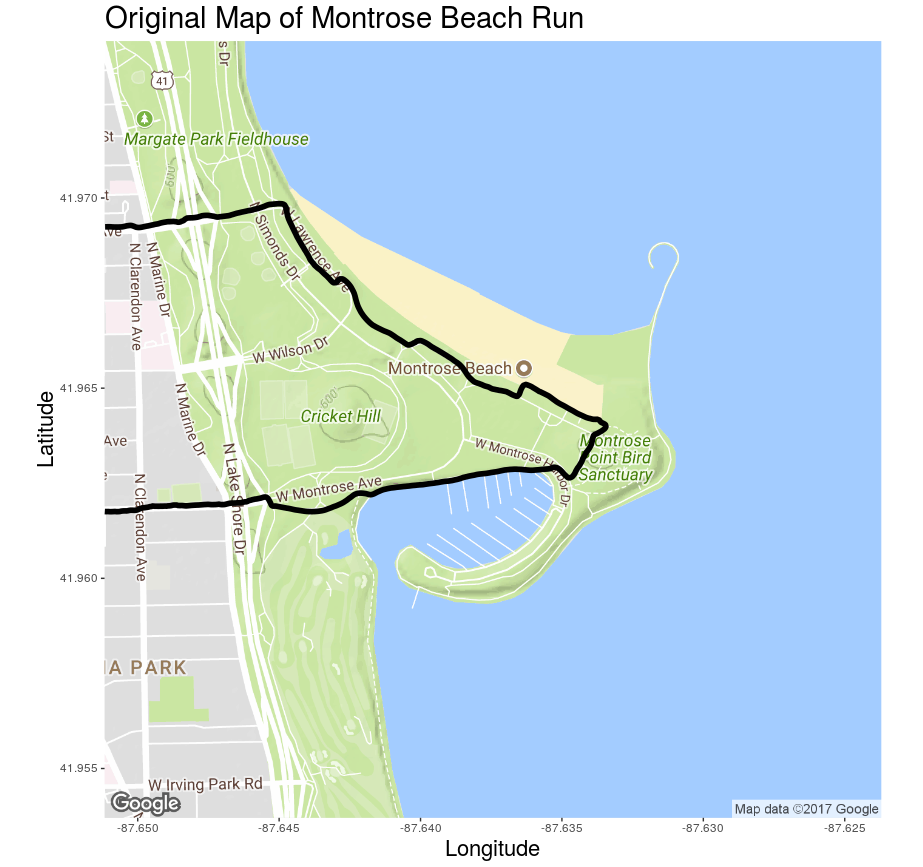 Original Map of Montrose Beach Run
s Dr
41
Margate Park Fieldhouse
St
600
t
Ave
N Lawrence Ave
N Simonds Dr
N Clarendon Ave
N Marine Dr
W Wilson Dr
Montrose Beach
N Marine Dr
600
Cricket Hill
Ave
W Montrose Harbor Dr
Montrose
Point Bird
Sanctuary
e
N Lake Shore Dr
W Montrose Ave
N Clarendon Ave
IA PARK
W Irving Park Rd
N
Google
Map data ©2017 Google
41.970
41.965
41.960
41.955
Latitude
-87.650
-87.645
-87.640
-87.635
-87.630
-87.625
Longitude